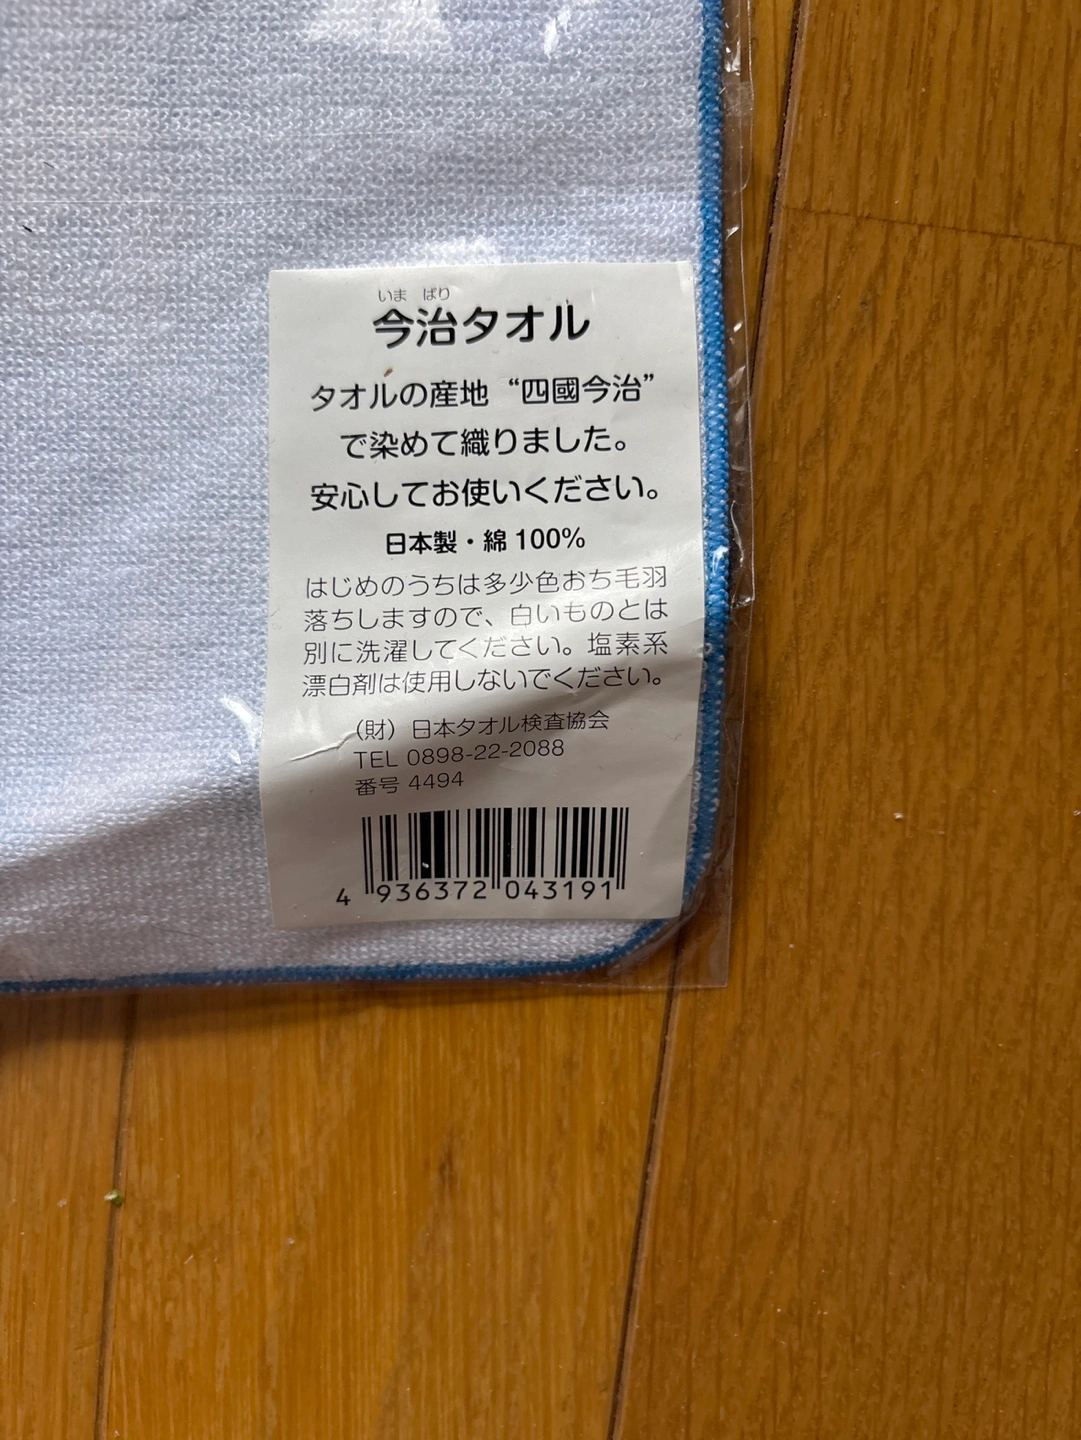 いま ばり
今治タオル
タオルの産地“四國今治”
で染めて織りました。
安心してお使いください。
日本製・綿100%
はじめのうちは多少色おち毛羽
落ちしますので、白いものとは
別に洗濯してください。塩素系
漂白剤は使用しないでください。
（財）日本タオル検査協会
TEL 0898-22-2088
番号 4494
4 936372 043191